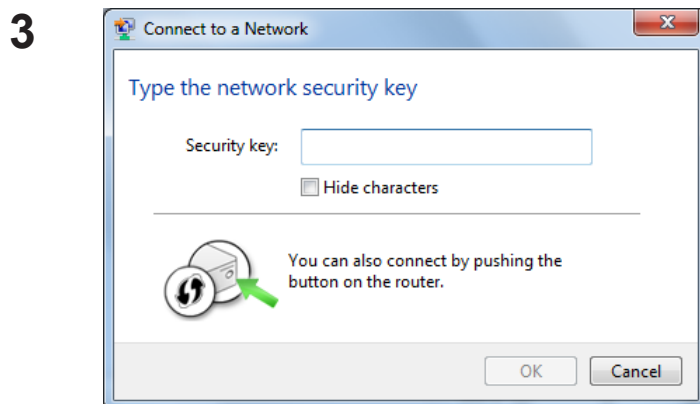 3
Connect to a Network
Type the network security key
Security key:
Hide characters
You can also connect by pushing the
button on the router.
OK
Cancel